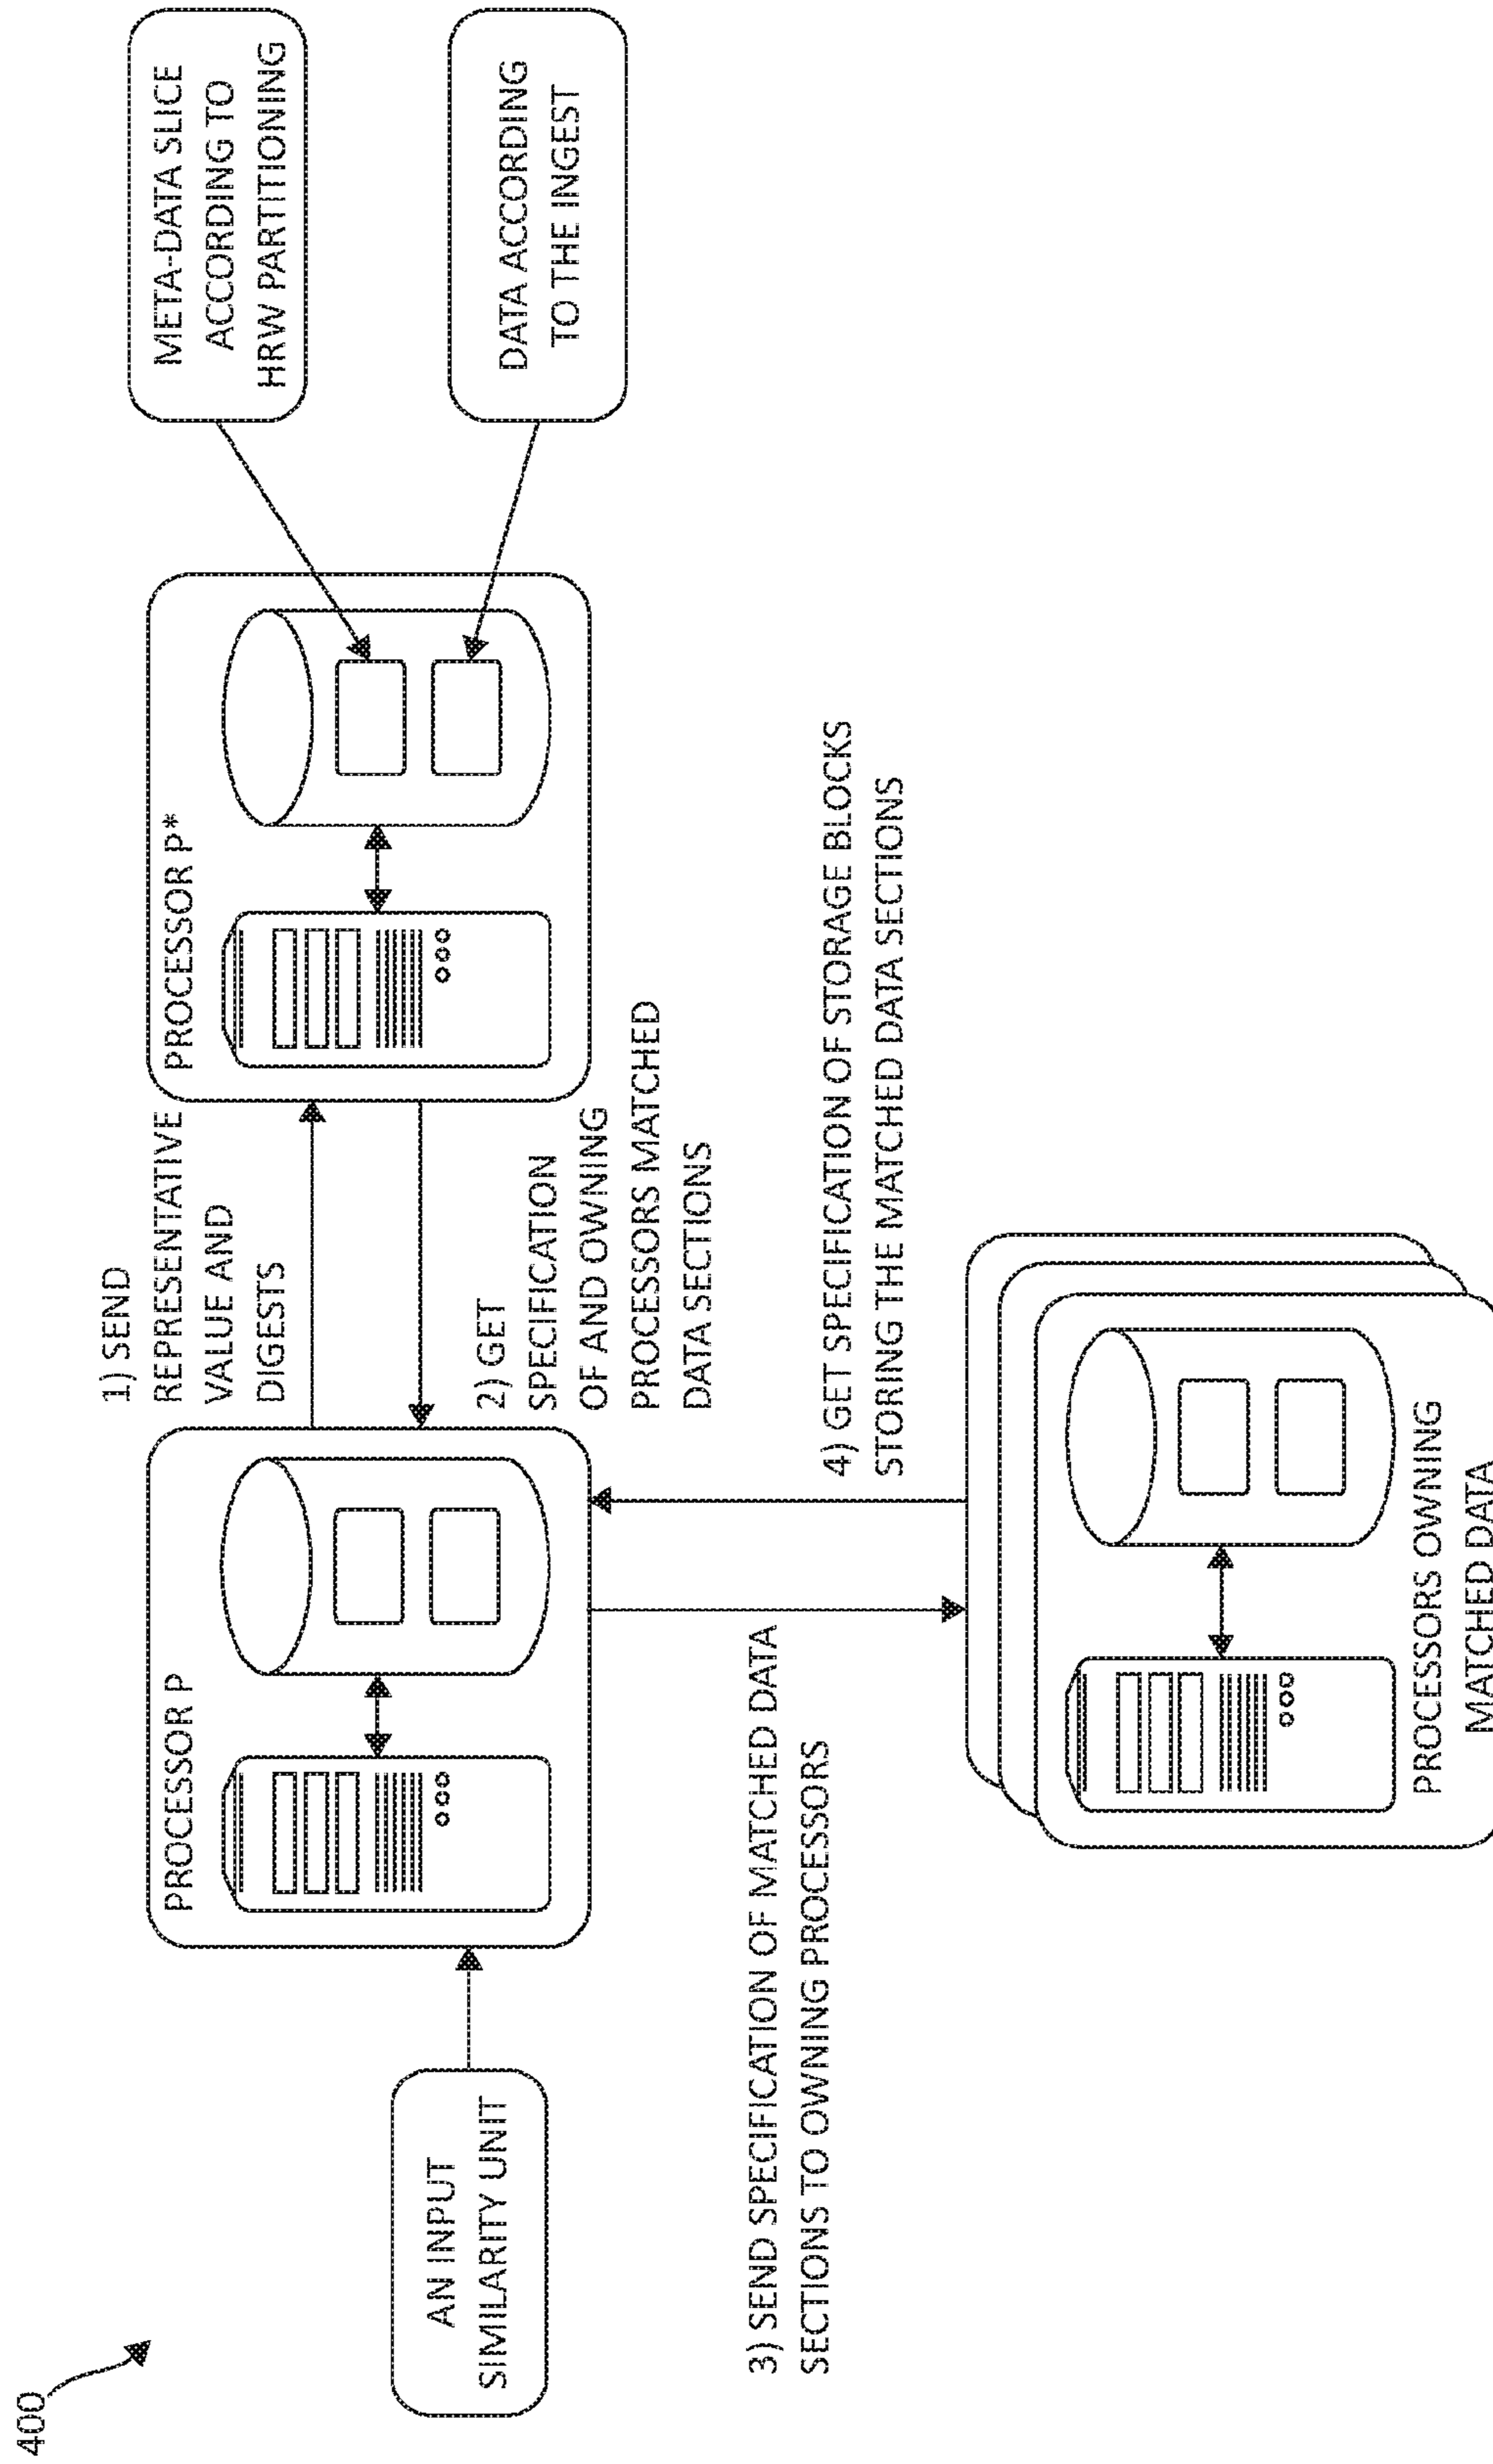 400
AN INPUT
SIMILARITY UNIT
PROCESSOR P
1) SEND
REPRESENTATIVE
VALUE AND
DIGESTS
2) GET
SPECIFICATION
OF AND OWNING
PROCESSORS MATCHED
DATA SECTIONS
PROCESSOR P*
META-DATA SLICE
ACCORDING TO
HRW PARTITIONING
DATA ACCORDING
TO THE INGEST
3) SEND SPECIFICATION OF MATCHED DATA
SECTIONS TO OWNING PROCESSORS
4) GET SPECIFICATION OF STORAGE BLOCKS
STORING THE MATCHED DATA SECTIONS
PROCESSORS OWNING
MATCHED DATA